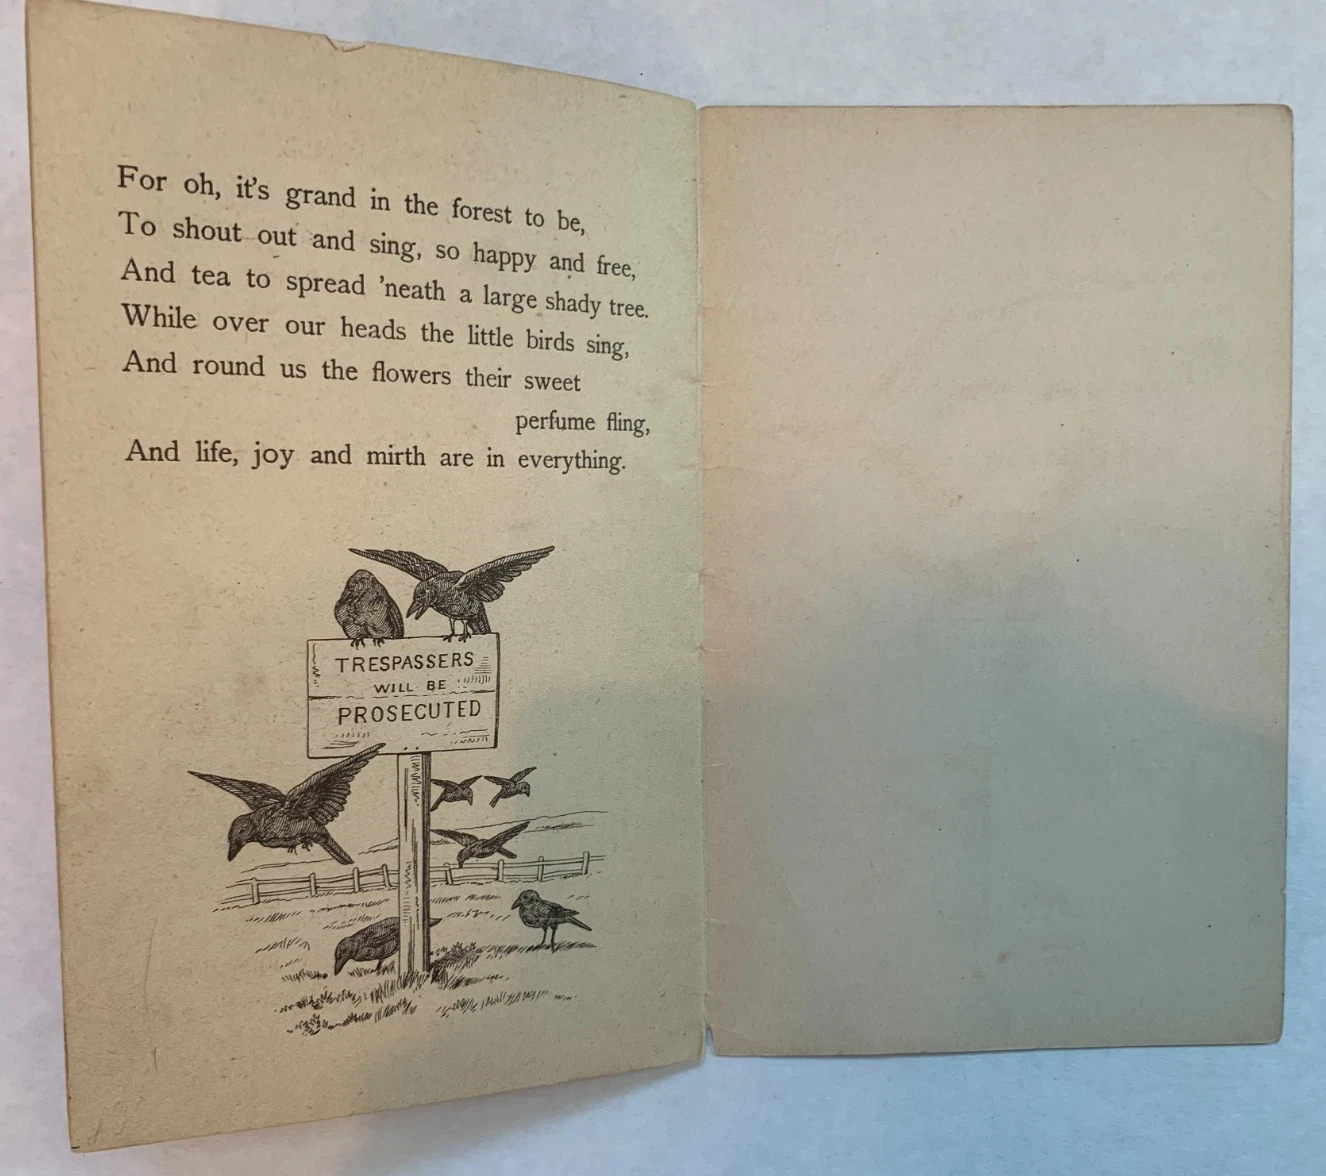 For oh, it's grand in the forest to be,
To shout out and sing, so happy and free,
And tea to spread 'neath a large shady tree.
While over our heads the little birds sing,
And round us the flowers their sweet
perfume fling,
And life, joy and mirth are in everything.
TRESPASSERS
WILL BE
PROSECUTED